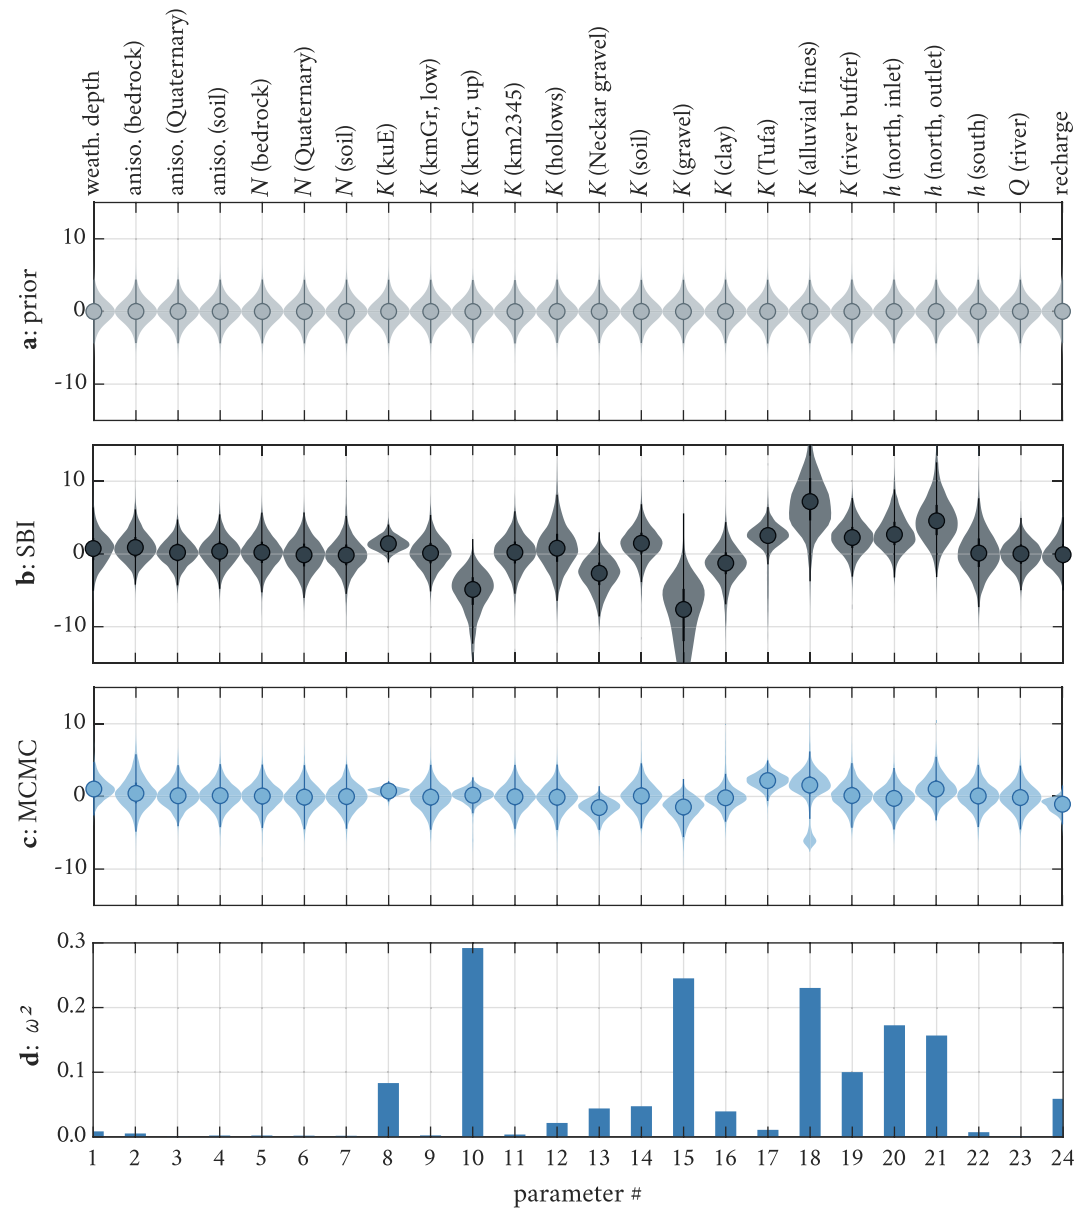 weath. depth
aniso. (bedrock)
aniso. (Quaternary)
aniso. (soil)
N (bedrock)
N (Quaternary)
N (soil)
K (kuE)
K (kmGr, low)
K (kmGr, up)
K (km2345)
K (hollows)
K (Neckar gravel)
K (soil)
K (gravel)
K (clay)
K (Tufa)
K (alluvial fines)
K (river buffer)
h (north, inlet)
h (north, outlet)
h (south)
Q (river)
recharge
a: prior
10
0
-10
b: SBI
10
0
-10
c: MCMC
10
0
-10
d: ω²
0.3
0.2
0.1
0.0
1 2 3 4 5 6 7 8 9 10 11 12 13 14 15 16 17 18 19 20 21 22 23 24
parameter #